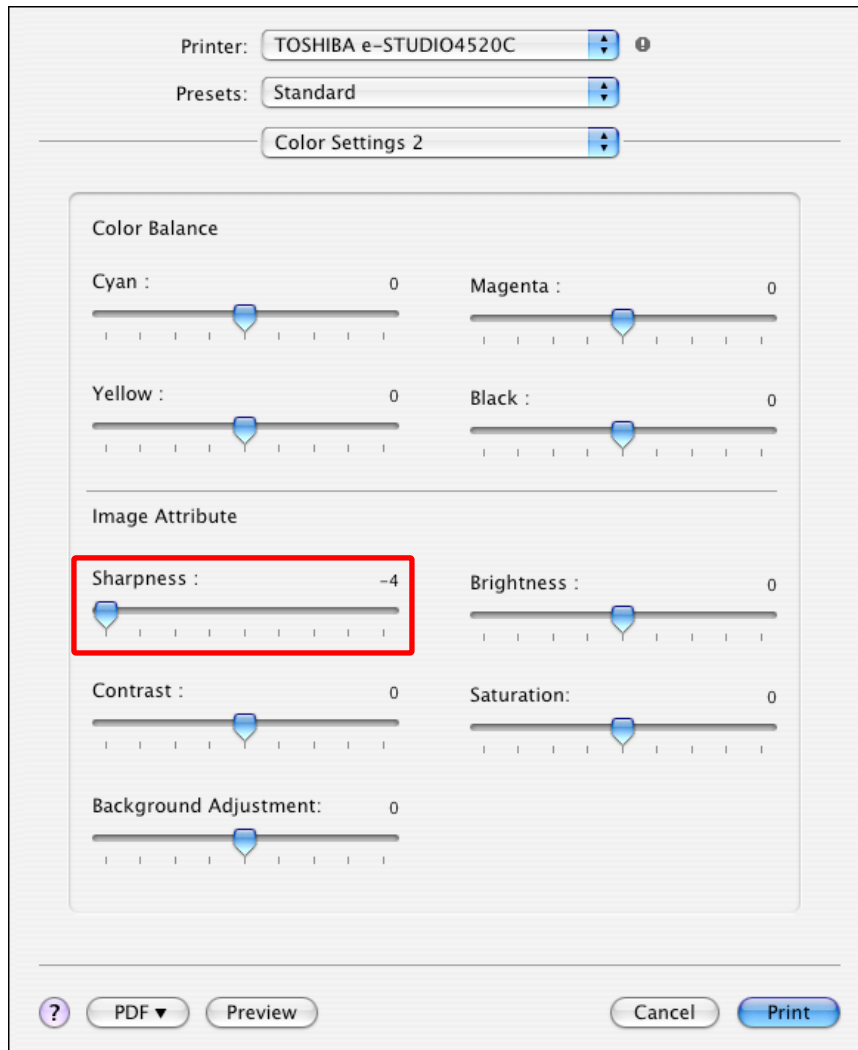 Printer: TOSHIBA e-STUDIO4520C
Presets: Standard
Color Settings 2
Color Balance
Cyan : 0
Magenta : 0
Yellow : 0
Black : 0
Image Attribute
Sharpness : -4
Brightness : 0
Contrast : 0
Saturation: 0
Background Adjustment: 0
? PDF▼ Preview Cancel Print